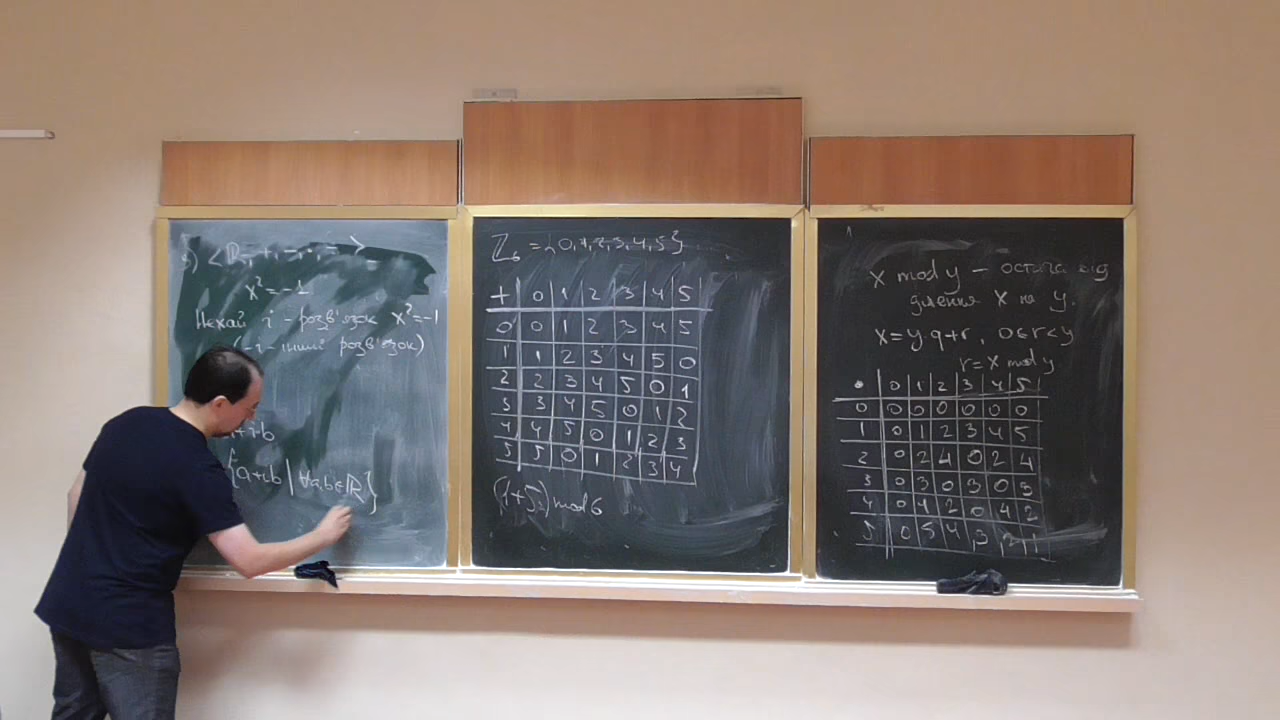 ⟨ℝ, +, −, ·, = ⟩
x² = -1
Нехай i - розв'язок x² = -1
(-i - інший розв'язок)
+i·b
{a+ib | ∀a,b∈ℝ}
ℤ₆ = {0,1,2,3,4,5}
+ 0 1 2 3 4 5
0 0 1 2 3 4 5
1 1 2 3 4 5 0
2 2 3 4 5 0 1
3 3 4 5 0 1 2
4 4 5 0 1 2 3
5 5 0 1 2 3 4
mod 6
x mod y – остача від
ділення x на y.
x = y·q+r, 0≤r<y
r = x mod y
· 0 1 2 3 4 5
0 0 0 0 0 0 0
1 0 1 2 3 4 5
2 0 2 4 0 2 4
3 0 3 0 3 0 3
4 0 4 2 0 4 2
5 0 5 4 3 2 1